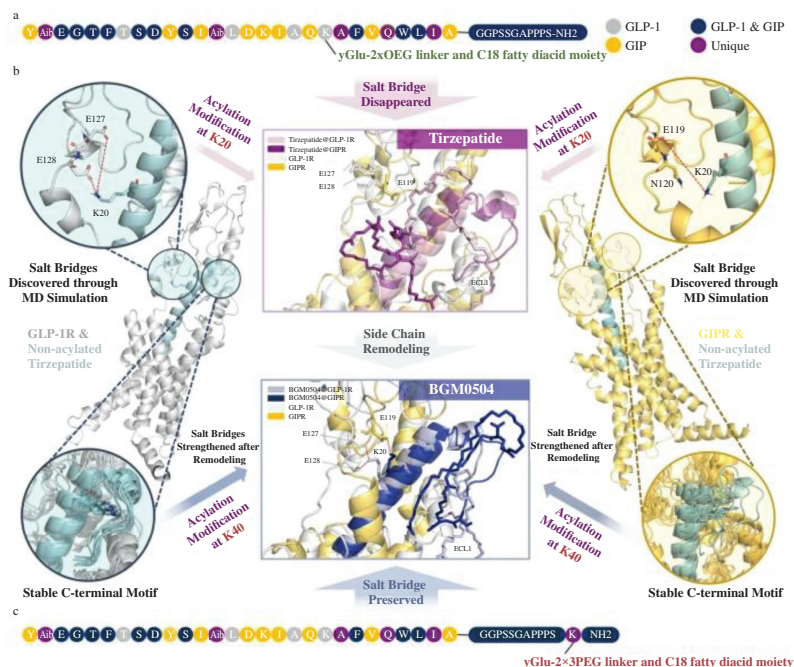 a
Y Aib E G T F T S D Y S I Aib L D K I A Q K A F V Q W L I A GGPSSGAPPPS-NH2
GLP-1
GLP-1 & GIP
GIP
Unique
yGlu-2xOEG linker and C18 fatty diacid moiety
b
Salt Bridge
Disappeared
E127
E128
K20
Acylation
Modification
at K20
Tirzepatide
Tirzepatide@GLP-1R
Tirzepatide@GIPR
GLP-1R
GIPR
E127
E128
E119
ECL1
Acylation
Modification
at K20
E119
K20
N120
Salt Bridges
Discovered through
MD Simulation
Salt Bridge
Discovered through
MD Simulation
GLP-1R &
Non-acylated
Tirzepatide
Side Chain
Remodeling
GIPR &
Non-acylated
Tirzepatide
BGM0504
BGM0504@GLP-1R
BGM0504@GIPR
GLP-1R
GIPR
E119
E127
K20
E128
ECL1
Salt Bridges
Strengthened after
Remodeling
Salt Bridge
Strengthened after
Remodeling
Acylation
Modification
at K40
Acylation
Modification
at K40
Stable C-terminal Motif
Salt Bridge
Preserved
Stable C-terminal Motif
c
Y Aib E G T F T S D Y S I Aib L D K I A Q K A F V Q W L I A GGPSSGAPPPS K NH2
yGlu-2×3PEG linker and C18 fatty diacid moiety